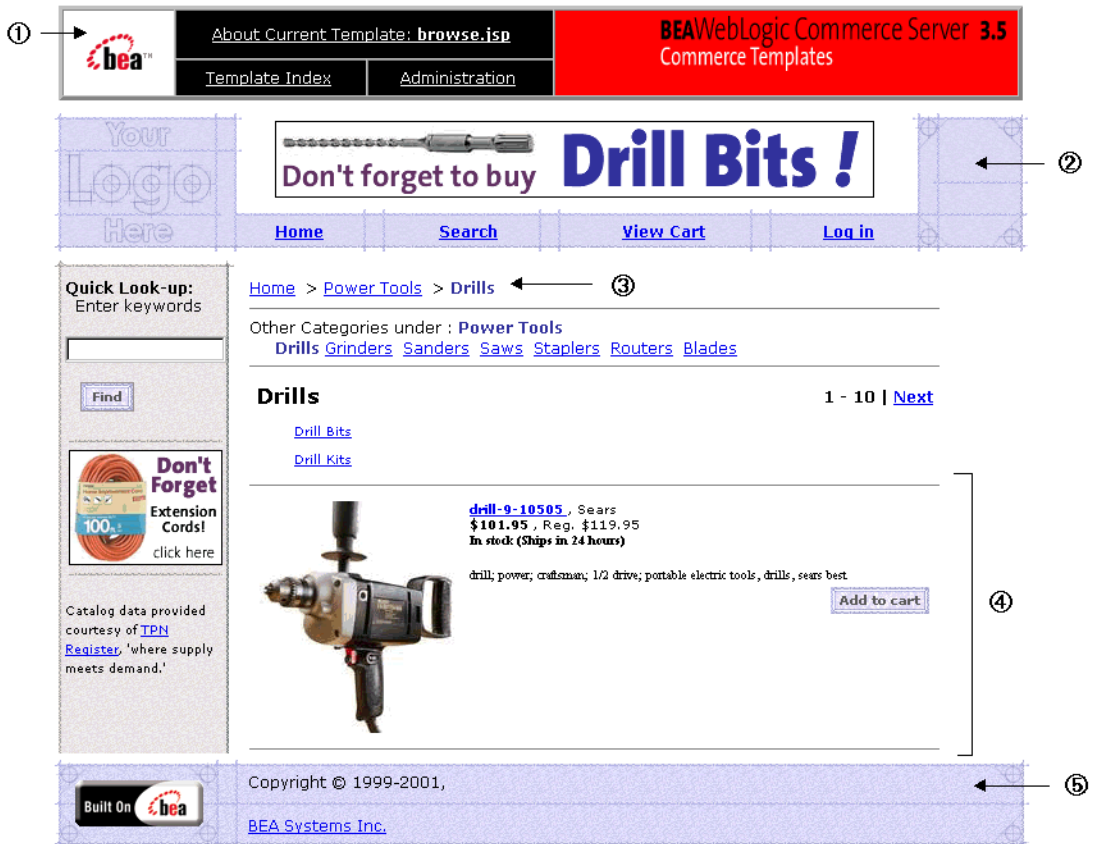 ①
bea™
About Current Template: browse.jsp
Template Index
Administration
BEAWebLogic Commerce Server 3.5
Commerce Templates
Your
Logo
Here
Don't forget to buy Drill Bits !
②
Home Search View Cart Log in
Quick Look-up:
Enter keywords
Find
Don't
Forget
Extension
Cords!
click here
100
Catalog data provided
courtesy of TPN
Register, 'where supply
meets demand.'
Home > Power Tools > Drills
③
Other Categories under : Power Tools
Drills Grinders Sanders Saws Staplers Routers Blades
Drills 1 - 10 | Next
Drill Bits
Drill Kits
drill-9-10505 , Sears
$101.95 , Reg. $119.95
In stock (Ships in 24 hours)
drill; power; craftsman; 1/2 drive; portable electric tools, drills, sears best
Add to cart
④
Built On bea
Copyright © 1999-2001,
BEA Systems Inc.
⑤